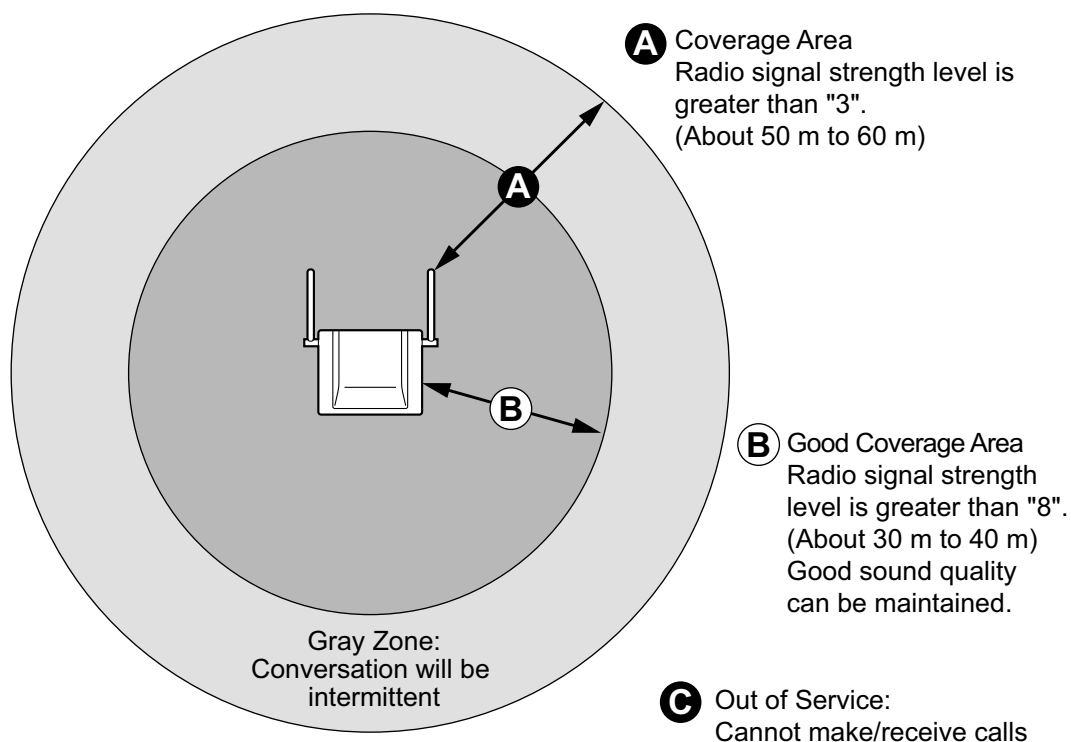 A Coverage Area
Radio signal strength level is
greater than "3".
(About 50 m to 60 m)
A
B
B Good Coverage Area
Radio signal strength
level is greater than "8".
(About 30 m to 40 m)
Good sound quality
can be maintained.
Gray Zone:
Conversation will be
intermittent
C Out of Service:
Cannot make/receive calls